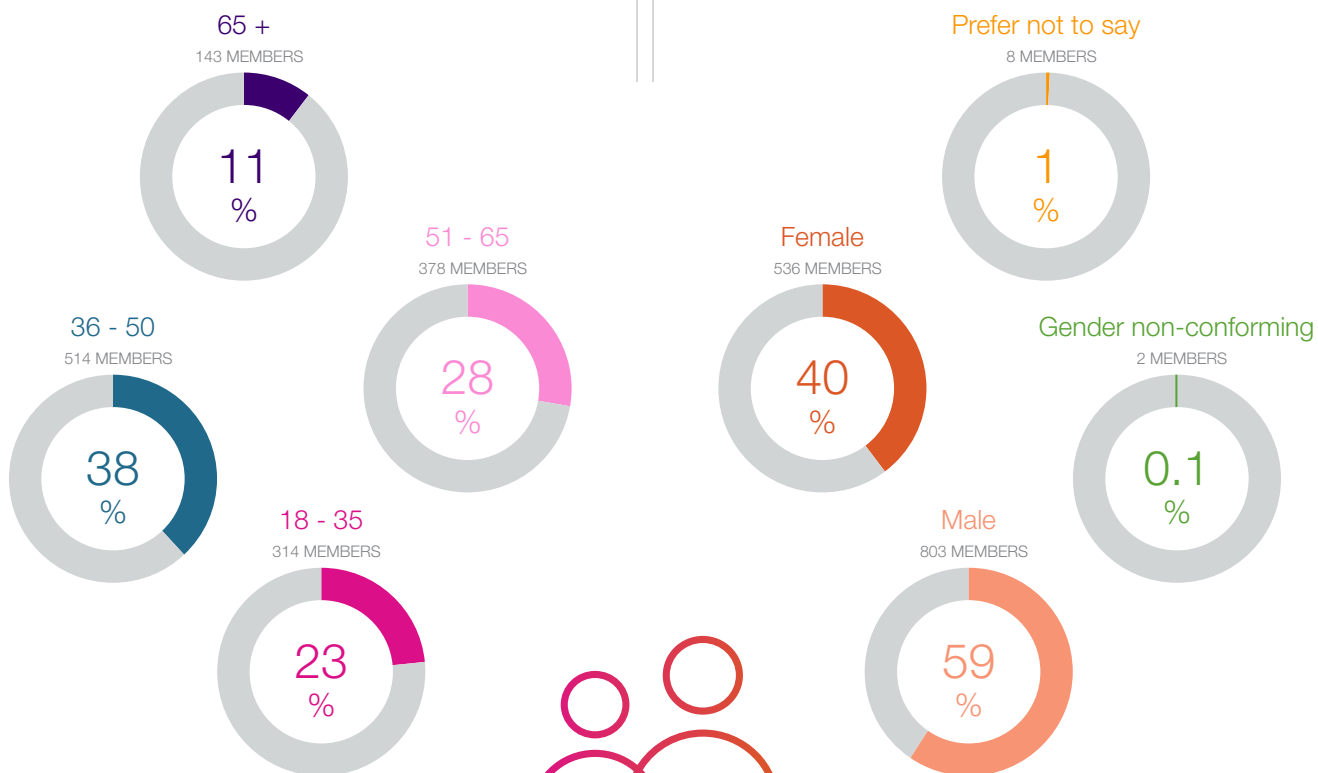 65 +
143 MEMBERS
11
%
51 - 65
378 MEMBERS
28
%
36 - 50
514 MEMBERS
38
%
18 - 35
314 MEMBERS
23
%
Prefer not to say
8 MEMBERS
1
%
Female
536 MEMBERS
40
%
Gender non-conforming
2 MEMBERS
0.1
%
Male
803 MEMBERS
59
%